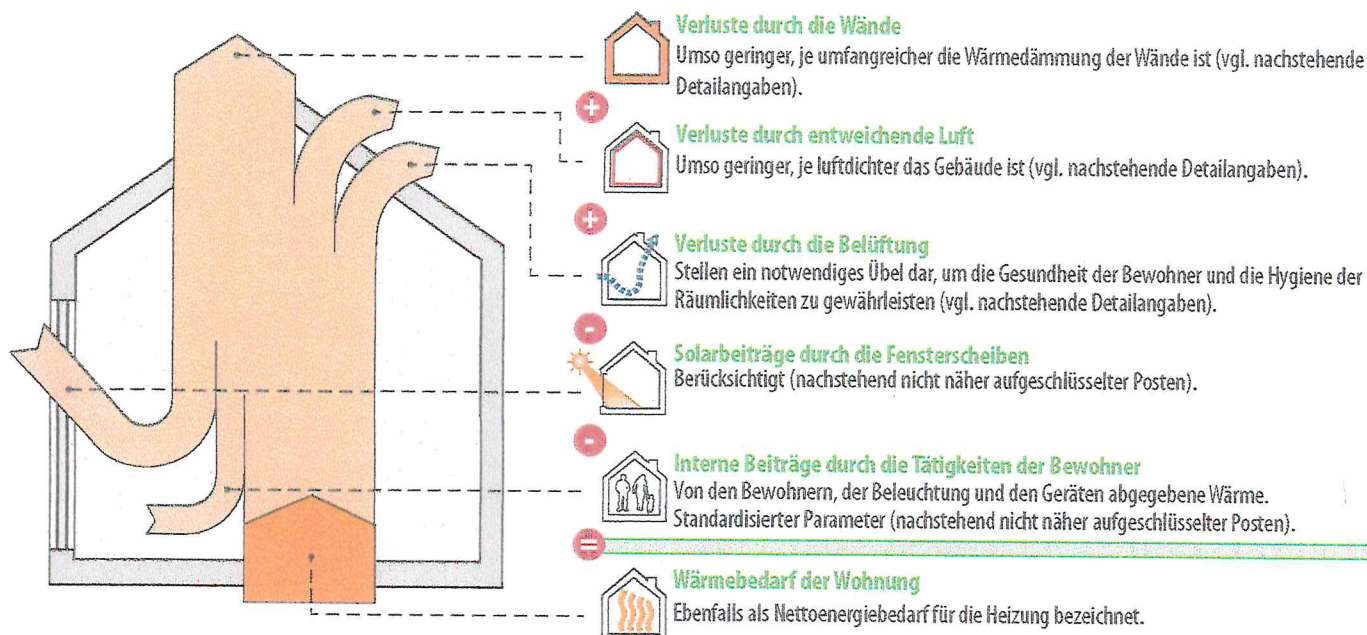 Verluste durch die Wände
Umso geringer, je umfangreicher die Wärmedämmung der Wände ist (vgl. nachstehende
Detailangaben).
+
Verluste durch entweichende Luft
Umso geringer, je luftdichter das Gebäude ist (vgl. nachstehende Detailangaben).
+
Verluste durch die Belüftung
Stellen ein notwendiges Übel dar, um die Gesundheit der Bewohner und die Hygiene der
Räumlichkeiten zu gewährleisten (vgl. nachstehende Detailangaben).
-
Solarbeiträge durch die Fensterscheiben
Berücksichtigt (nachstehend nicht näher aufgeschlüsselter Posten).
-
Interne Beiträge durch die Tätigkeiten der Bewohner
Von den Bewohnern, der Beleuchtung und den Geräten abgegebene Wärme.
Standardisierter Parameter (nachstehend nicht näher aufgeschlüsselter Posten).
=
Wärmebedarf der Wohnung
Ebenfalls als Nettoenergiebedarf für die Heizung bezeichnet.